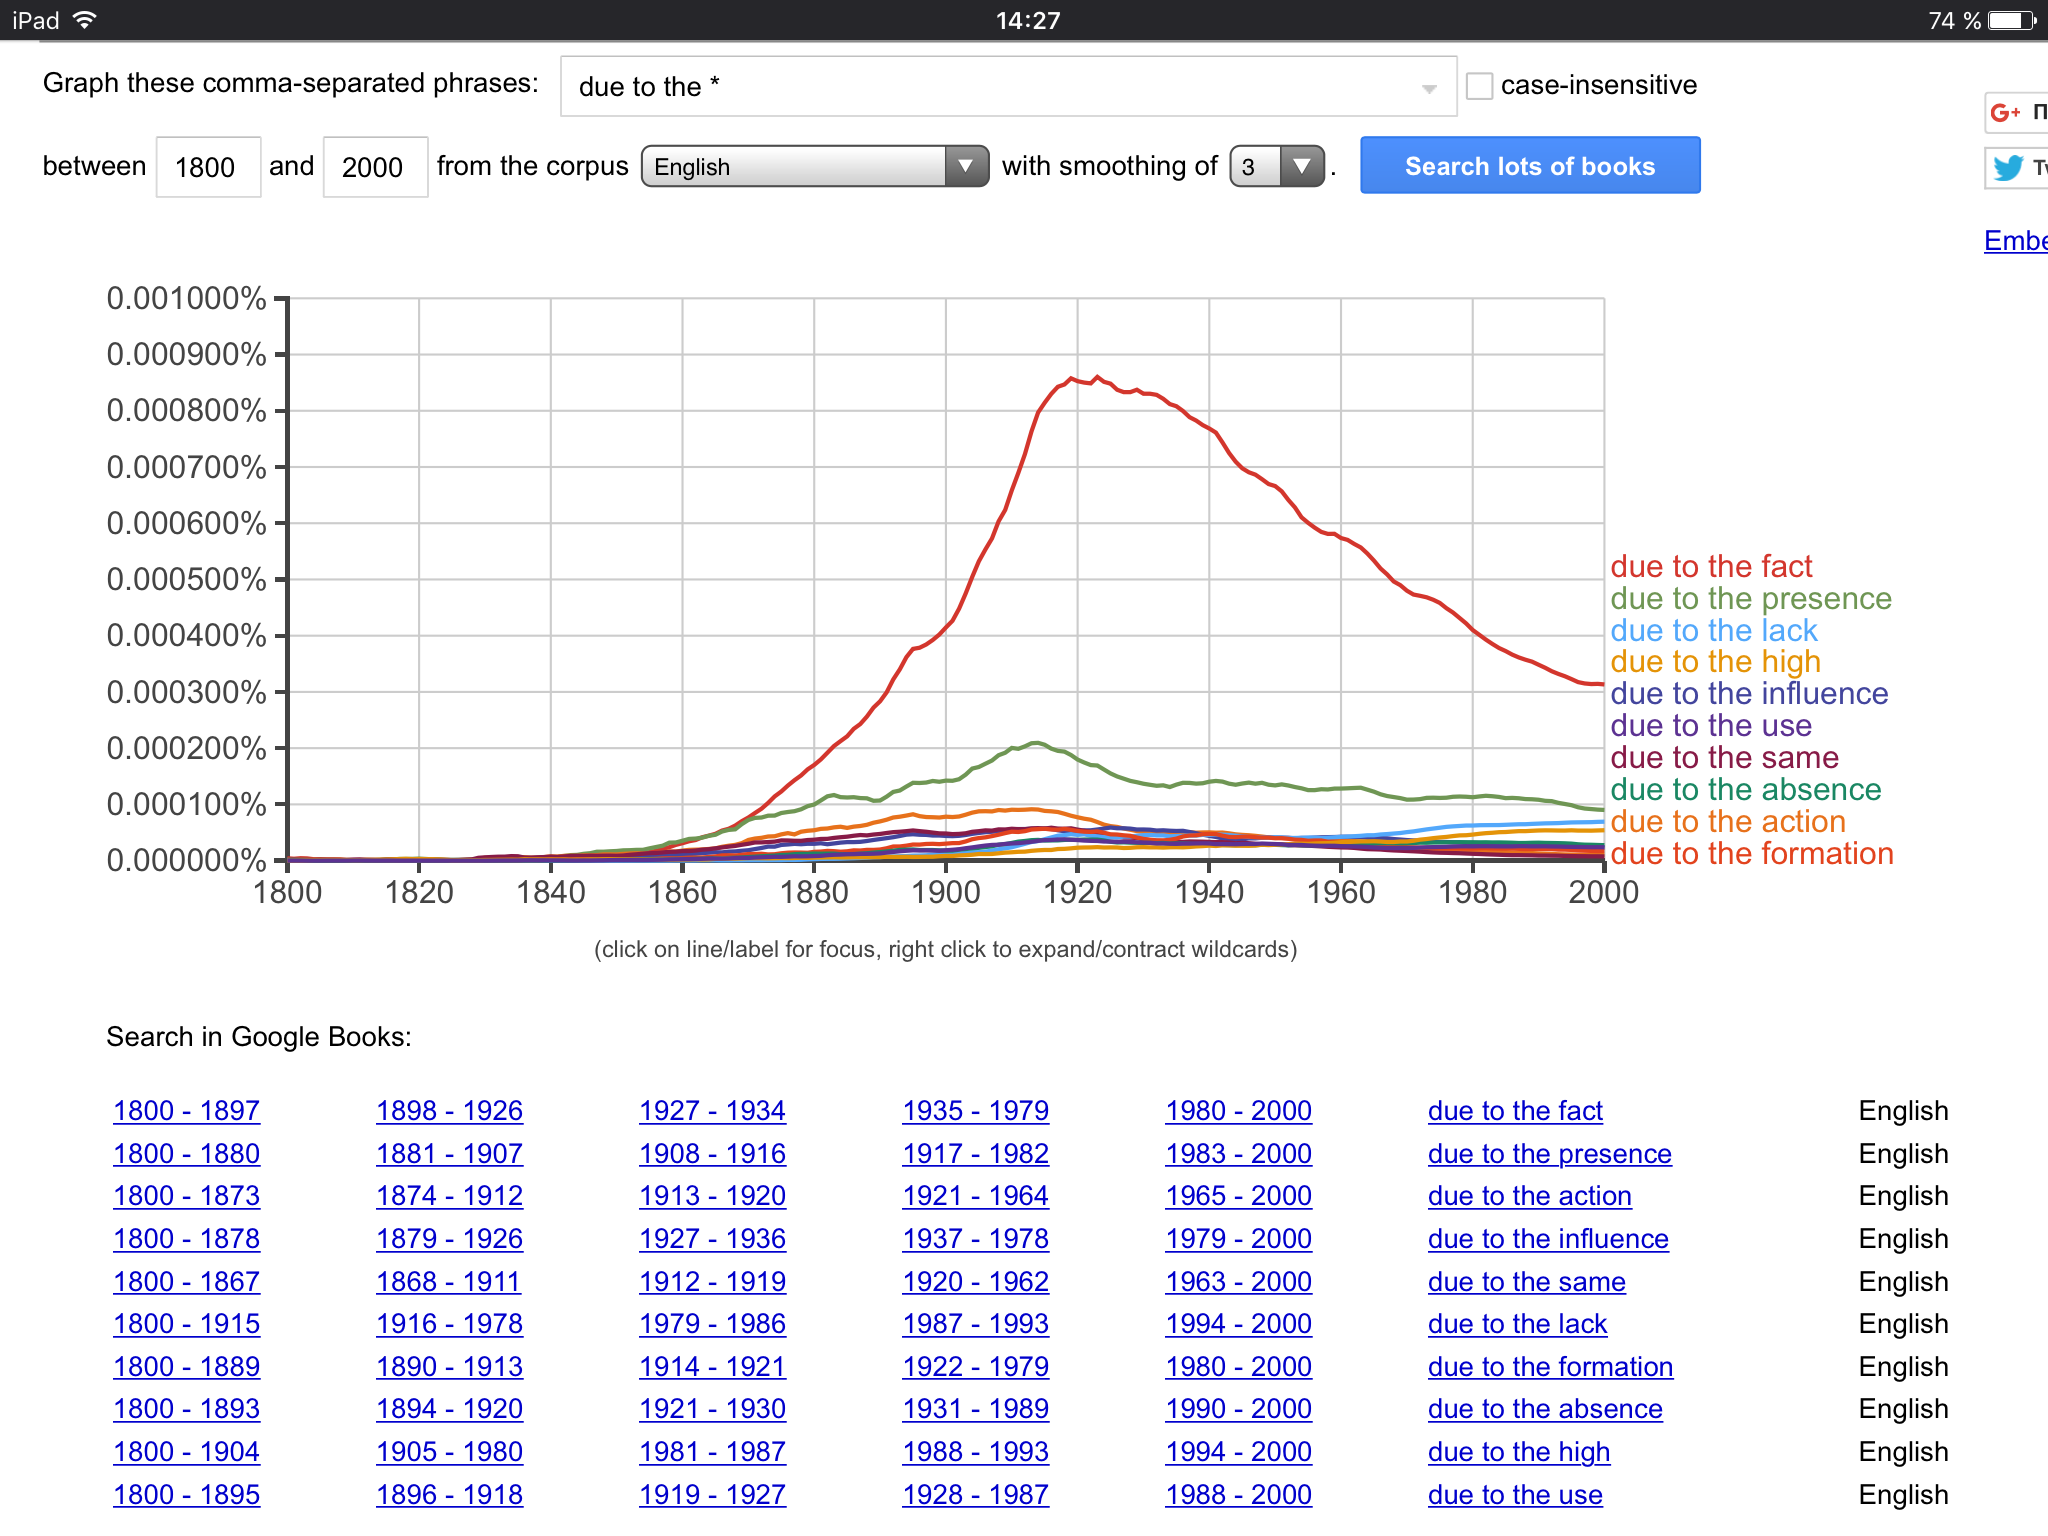 iPad 14:27 74 %
Graph these comma-separated phrases: due to the * case-insensitive
between 1800 and 2000 from the corpus English with smoothing of 3 . Search lots of books
G+ П
Tv
Embe
0.001000%
0.000900%
0.000800%
0.000700%
0.000600%
0.000500%
0.000400%
0.000300%
0.000200%
0.000100%
0.000000%
due to the fact
due to the presence
due to the lack
due to the high
due to the influence
due to the use
due to the same
due to the absence
due to the action
due to the formation
1800 1820 1840 1860 1880 1900 1920 1940 1960 1980 2000
(click on line/label for focus, right click to expand/contract wildcards)
Search in Google Books:
1800 - 1897 1898 - 1926 1927 - 1934 1935 - 1979 1980 - 2000 due to the fact English
1800 - 1880 1881 - 1907 1908 - 1916 1917 - 1982 1983 - 2000 due to the presence English
1800 - 1873 1874 - 1912 1913 - 1920 1921 - 1964 1965 - 2000 due to the action English
1800 - 1878 1879 - 1926 1927 - 1936 1937 - 1978 1979 - 2000 due to the influence English
1800 - 1867 1868 - 1911 1912 - 1919 1920 - 1962 1963 - 2000 due to the same English
1800 - 1915 1916 - 1978 1979 - 1986 1987 - 1993 1994 - 2000 due to the lack English
1800 - 1889 1890 - 1913 1914 - 1921 1922 - 1979 1980 - 2000 due to the formation English
1800 - 1893 1894 - 1920 1921 - 1930 1931 - 1989 1990 - 2000 due to the absence English
1800 - 1904 1905 - 1980 1981 - 1987 1988 - 1993 1994 - 2000 due to the high English
1800 - 1895 1896 - 1918 1919 - 1927 1928 - 1987 1988 - 2000 due to the use English